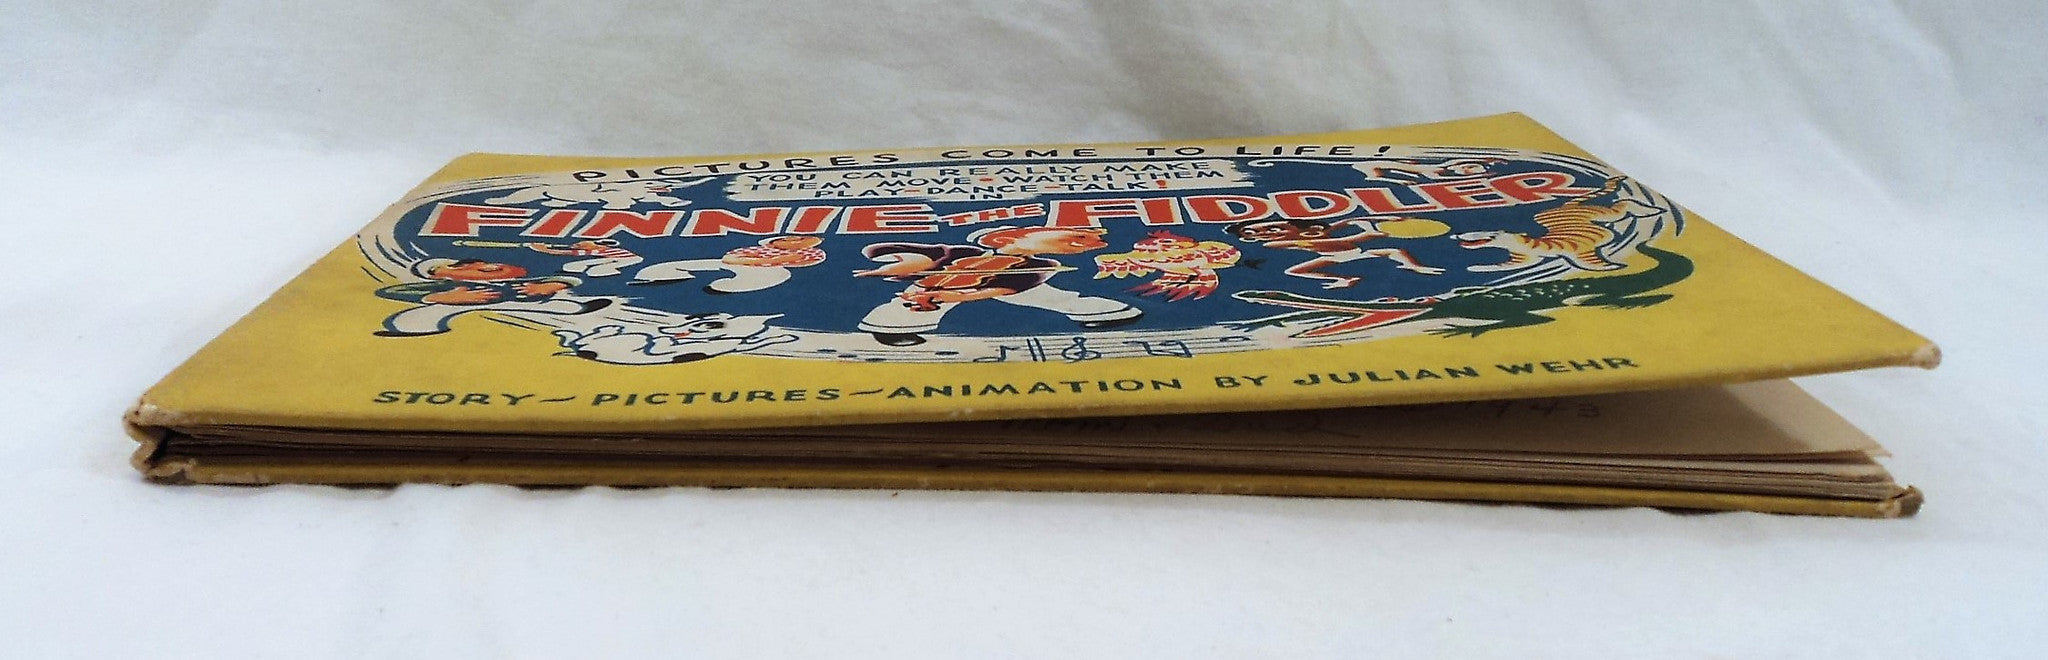 PICTURES COME TO LIFE!
YOU CAN REALLY MAKE
THEM MOVE • WATCH THEM
PLAY - DANCE - TALK!
IN
FINNIE THE FIDDLER
STORY - PICTURES - ANIMATION BY JULIAN WEHR
1943